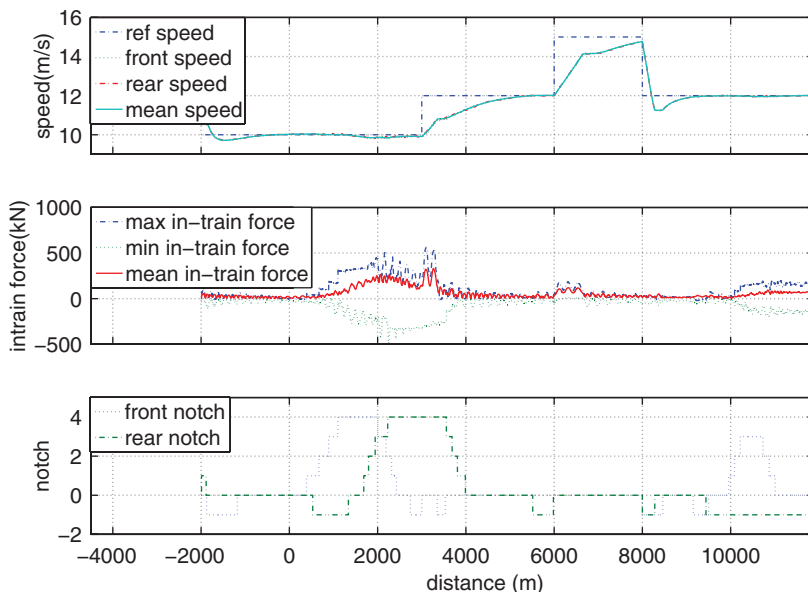 16
14
12
10
speed(m/s)
ref speed
front speed
rear speed
mean speed
1000
500
0
−500
intrain force(kN)
max in-train force
min in-train force
mean in-train force
4
2
0
−2
notch
front notch
rear notch
−4000 −2000 0 2000 4000 6000 8000 10000
distance (m)